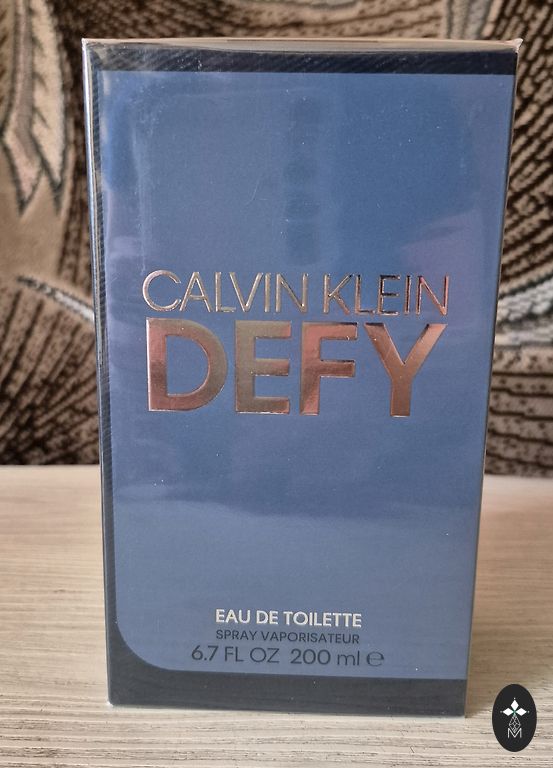 CALVIN KLEIN
DEFY
EAU DE TOILETTE
SPRAY VAPORISATEUR
6.7 FL OZ 200 ml ℮
M